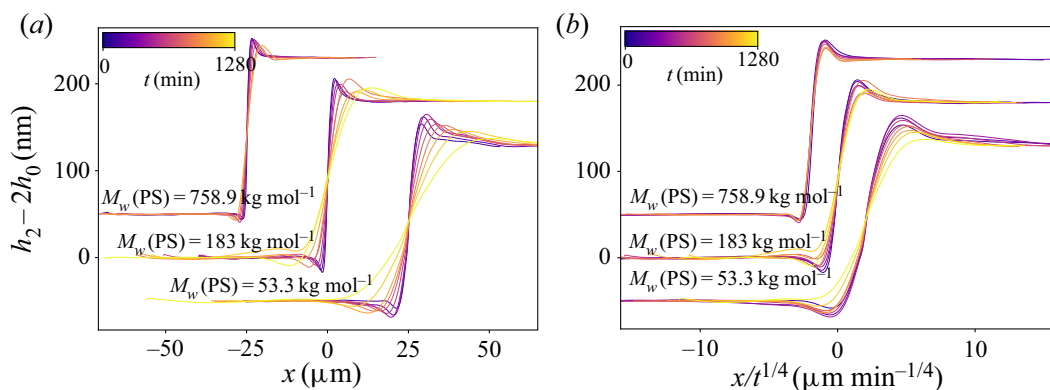 (a)
0
1280
t (min)
200
100
0
h₂ – 2h₀ (nm)
M_w (PS) = 758.9 kg mol⁻¹
M_w (PS) = 183 kg mol⁻¹
M_w (PS) = 53.3 kg mol⁻¹
−50 −25 0 25 50
x (μm)
(b)
0
1280
t (min)
200
100
0
M_w (PS) = 758.9 kg mol⁻¹
M_w (PS) = 183 kg mol⁻¹
M_w (PS) = 53.3 kg mol⁻¹
−10 0 10
x/t^{1/4} (μm min^{−1/4})